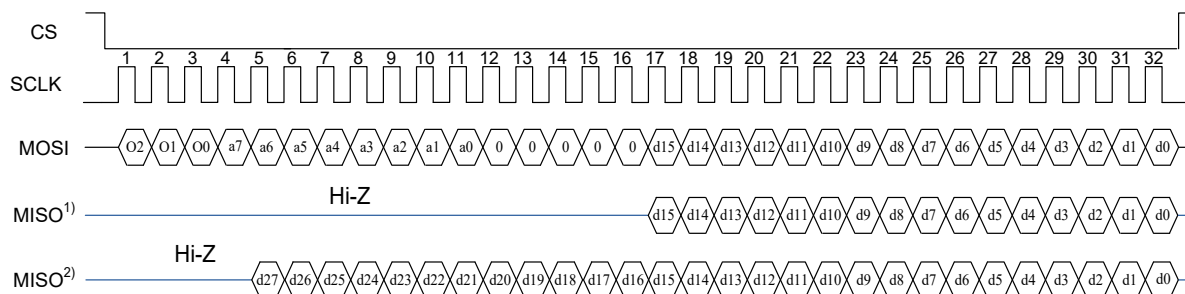 CS
1 2 3 4 5 6 7 8 9 10 11 12 13 14 15 16 17 18 19 20 21 22 23 24 25 26 27 28 29 30 31 32
SCLK
MOSI O2 O1 O0 a7 a6 a5 a4 a3 a2 a1 a0 0 0 0 0 0 d15 d14 d13 d12 d11 d10 d9 d8 d7 d6 d5 d4 d3 d2 d1 d0
Hi-Z
MISO1) d15 d14 d13 d12 d11 d10 d9 d8 d7 d6 d5 d4 d3 d2 d1 d0
Hi-Z
MISO2) d27 d26 d25 d24 d23 d22 d21 d20 d19 d18 d17 d16 d15 d14 d13 d12 d11 d10 d9 d8 d7 d6 d5 d4 d3 d2 d1 d0